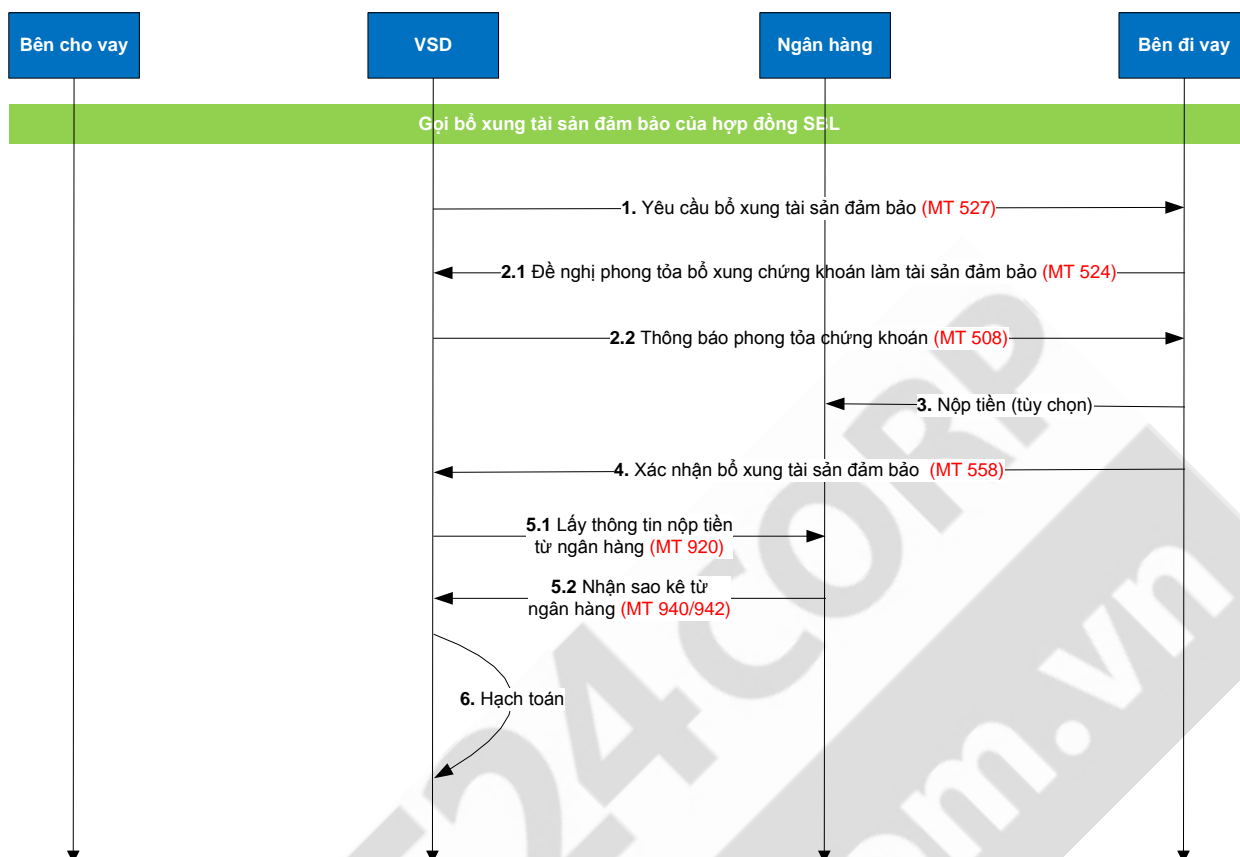 Bên cho vay
VSD
Ngân hàng
Bên đi vay
Gọi bổ xung tài sản đảm bảo của hợp đồng SBL
1. Yêu cầu bổ xung tài sản đảm bảo (MT 527)
2.1 Đề nghị phong tỏa bổ xung chứng khoán làm tài sản đảm bảo (MT 524)
2.2 Thông báo phong tỏa chứng khoán (MT 508)
3. Nộp tiền (tùy chọn)
4. Xác nhận bổ xung tài sản đảm bảo (MT 558)
5.1 Lấy thông tin nộp tiền
từ ngân hàng (MT 920)
5.2 Nhận sao kê từ
ngân hàng (MT 940/942)
6. Hạch toán
T24CORP
om.vn